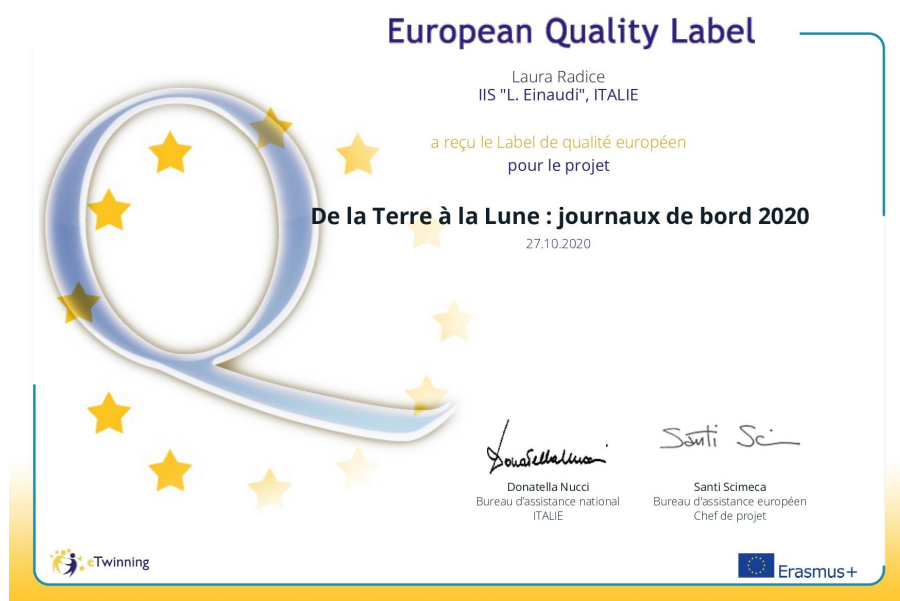 European Quality Label
Laura Radice
IIS "L. Einaudi", ITALIE
a reçu le Label de qualité européen
pour le projet
De la Terre à la Lune : journaux de bord 2020
27.10.2020
Donatella Nucci
Bureau d'assistance national
ITALIE
Santi Scimeca
Bureau d'assistance européen
Chef de projet
eTwinning
Erasmus+